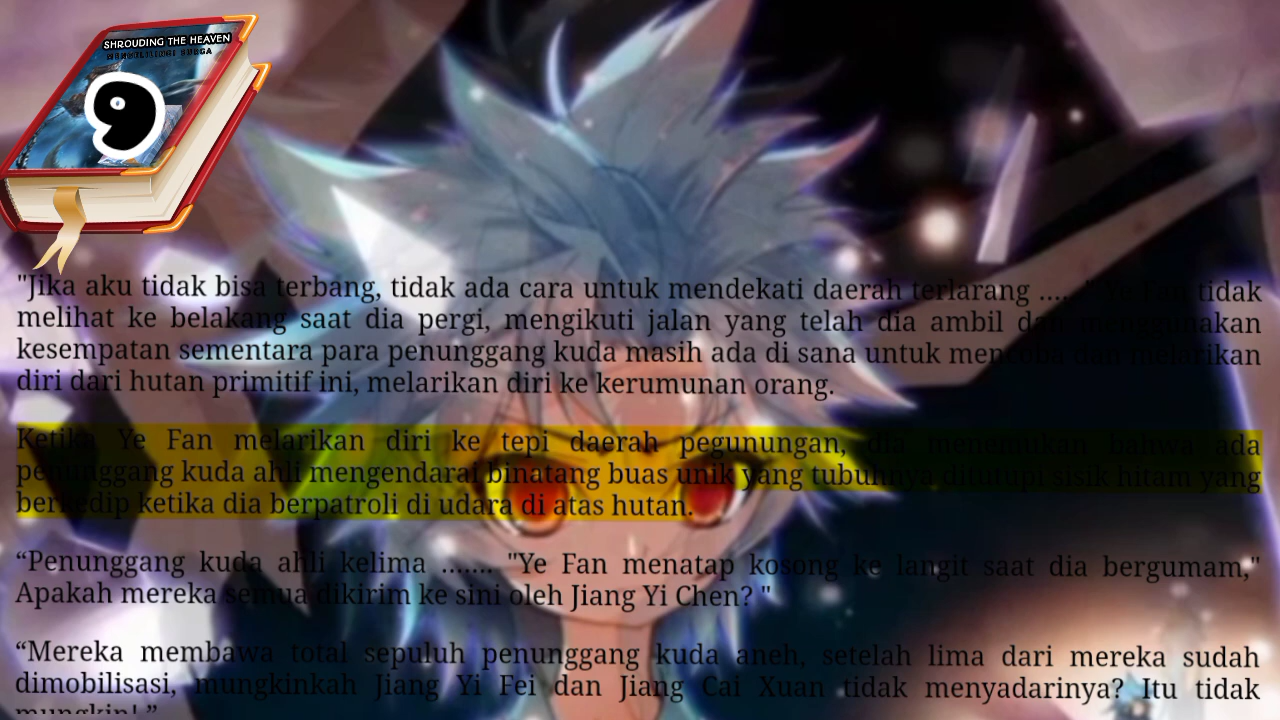 SHROUDING THE HEAVEN
9
"Jika aku tidak bisa terbang, tidak ada cara untuk mendekati daerah terlarang ....." Ye Fan tidak
melihat ke belakang saat dia pergi, mengikuti jalan yang telah dia ambil dan menggunakan
kesempatan sementara para penunggang kuda masih ada di sana untuk mencoba dan melarikan
diri dari hutan primitif ini, melarikan diri ke kerumunan orang.
Ketika Ye Fan melarikan diri ke tepi daerah pegunungan, dia menemukan bahwa ada
penunggang kuda ahli mengendarai binatang buas unik yang tubuhnya ditutupi sisik hitam yang
berkedip ketika dia berpatroli di udara di atas hutan.
“Penunggang kuda ahli kelima ....... "Ye Fan menatap kosong ke langit saat dia bergumam,"
Apakah mereka semua dikirim ke sini oleh Jiang Yi Chen? "
“Mereka membawa total sepuluh penunggang kuda aneh, setelah lima dari mereka sudah
dimobilisasi, mungkinkah Jiang Yi Fei dan Jiang Cai Xuan tidak menyadarinya? Itu tidak
mungkin! ”